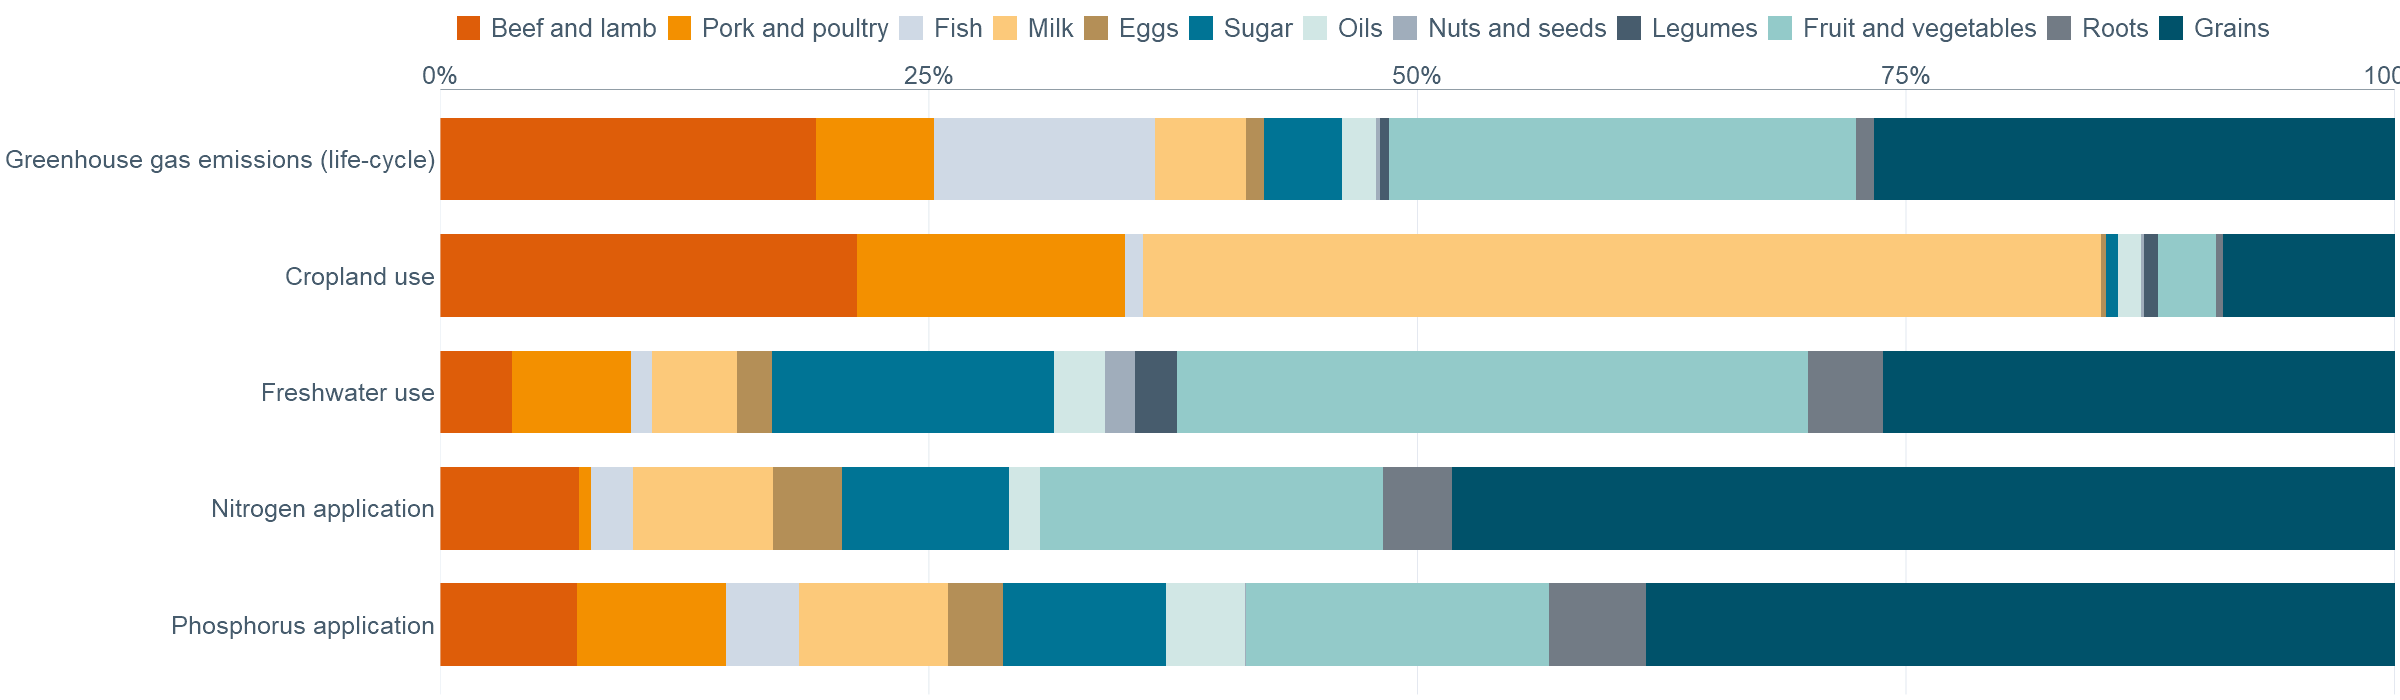 Beef and lamb Pork and poultry Fish Milk Eggs Sugar Oils Nuts and seeds Legumes Fruit and vegetables Roots Grains
0% 25% 50% 75% 100
Greenhouse gas emissions (life-cycle)
Cropland use
Freshwater use
Nitrogen application
Phosphorus application